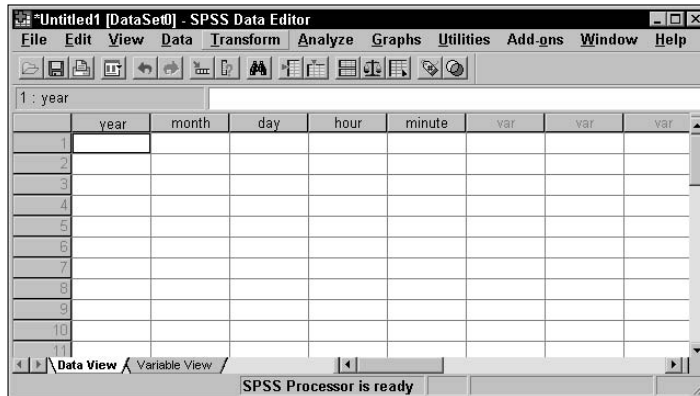 *Untitled1 [DataSet0] - SPSS Data Editor
File Edit View Data Transform Analyze Graphs Utilities Add-ons Window Help
1 : year
year month day hour minute var var var
1
2
3
4
5
6
7
8
9
10
11
Data View Variable View
SPSS Processor is ready